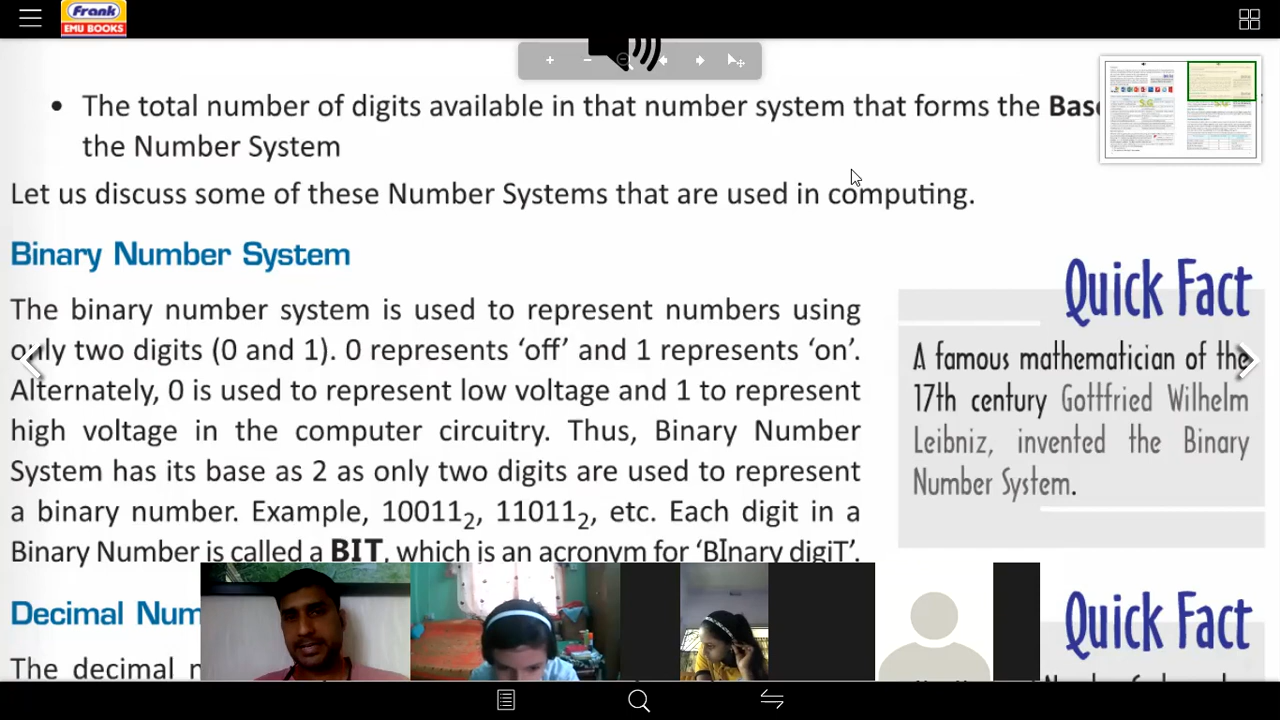 Frank
EMU BOOKS
• The total number of digits available in that number system that forms the
the Number System
Let us discuss some of these Number Systems that are used in computing.
Binary Number System
The binary number system is used to represent numbers using
only two digits (0 and 1). 0 represents ‘off’ and 1 represents ‘on’.
Alternately, 0 is used to represent low voltage and 1 to represent
high voltage in the computer circuitry. Thus, Binary Number
System has its base as 2 as only two digits are used to represent
a binary number. Example, 10011₂, 11011₂, etc. Each digit in a
Binary Number is called a BIT, which is an acronym for ‘BInary digiT’.
Quick Fact
A famous mathematician of the
17th century Gottfried Wilhelm
Leibniz, invented the Binary
Number System.
Decimal Num
The decimal
Quick Fact